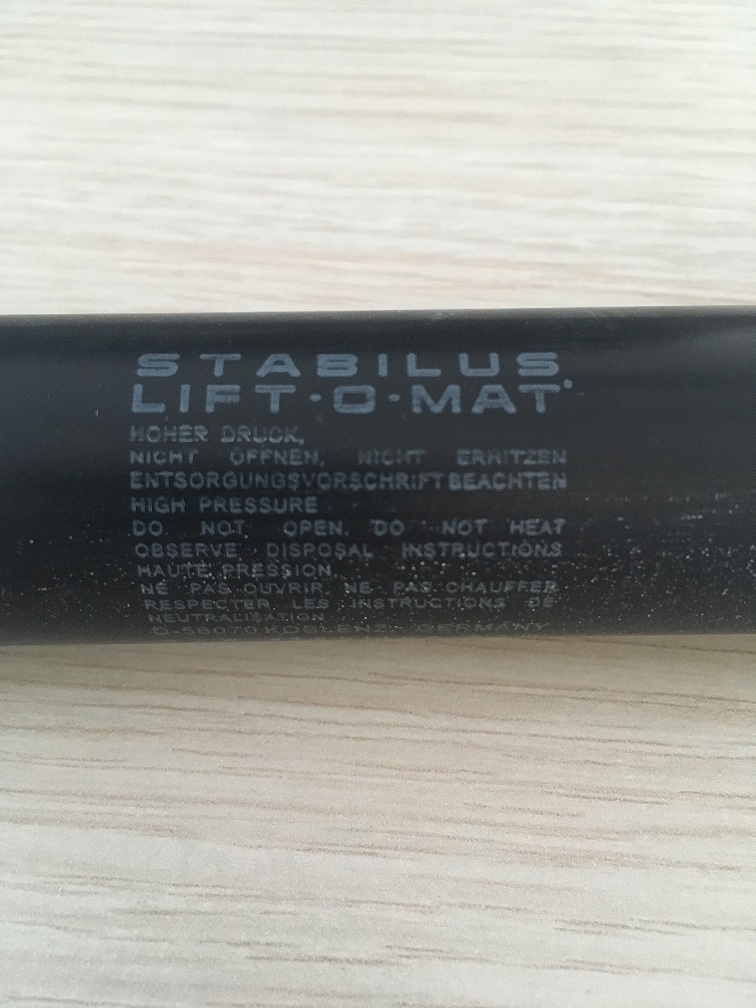 STABILUS
LIFT-O-MAT®
HOHER DRUCK,
NICHT ÖFFNEN, NICHT ERHITZEN
ENTSORGUNGSVORSCHRIFT BEACHTEN
HIGH PRESSURE
DO NOT OPEN, DO NOT HEAT
OBSERVE DISPOSAL INSTRUCTIONS
HAUTE PRESSION
NE PAS OUVRIR NE PAS CHAUFFER
RESPECTER LES INSTRUCTIONS DE
NEUTRALISATION
D-56070 KOBLENZ - GERMANY